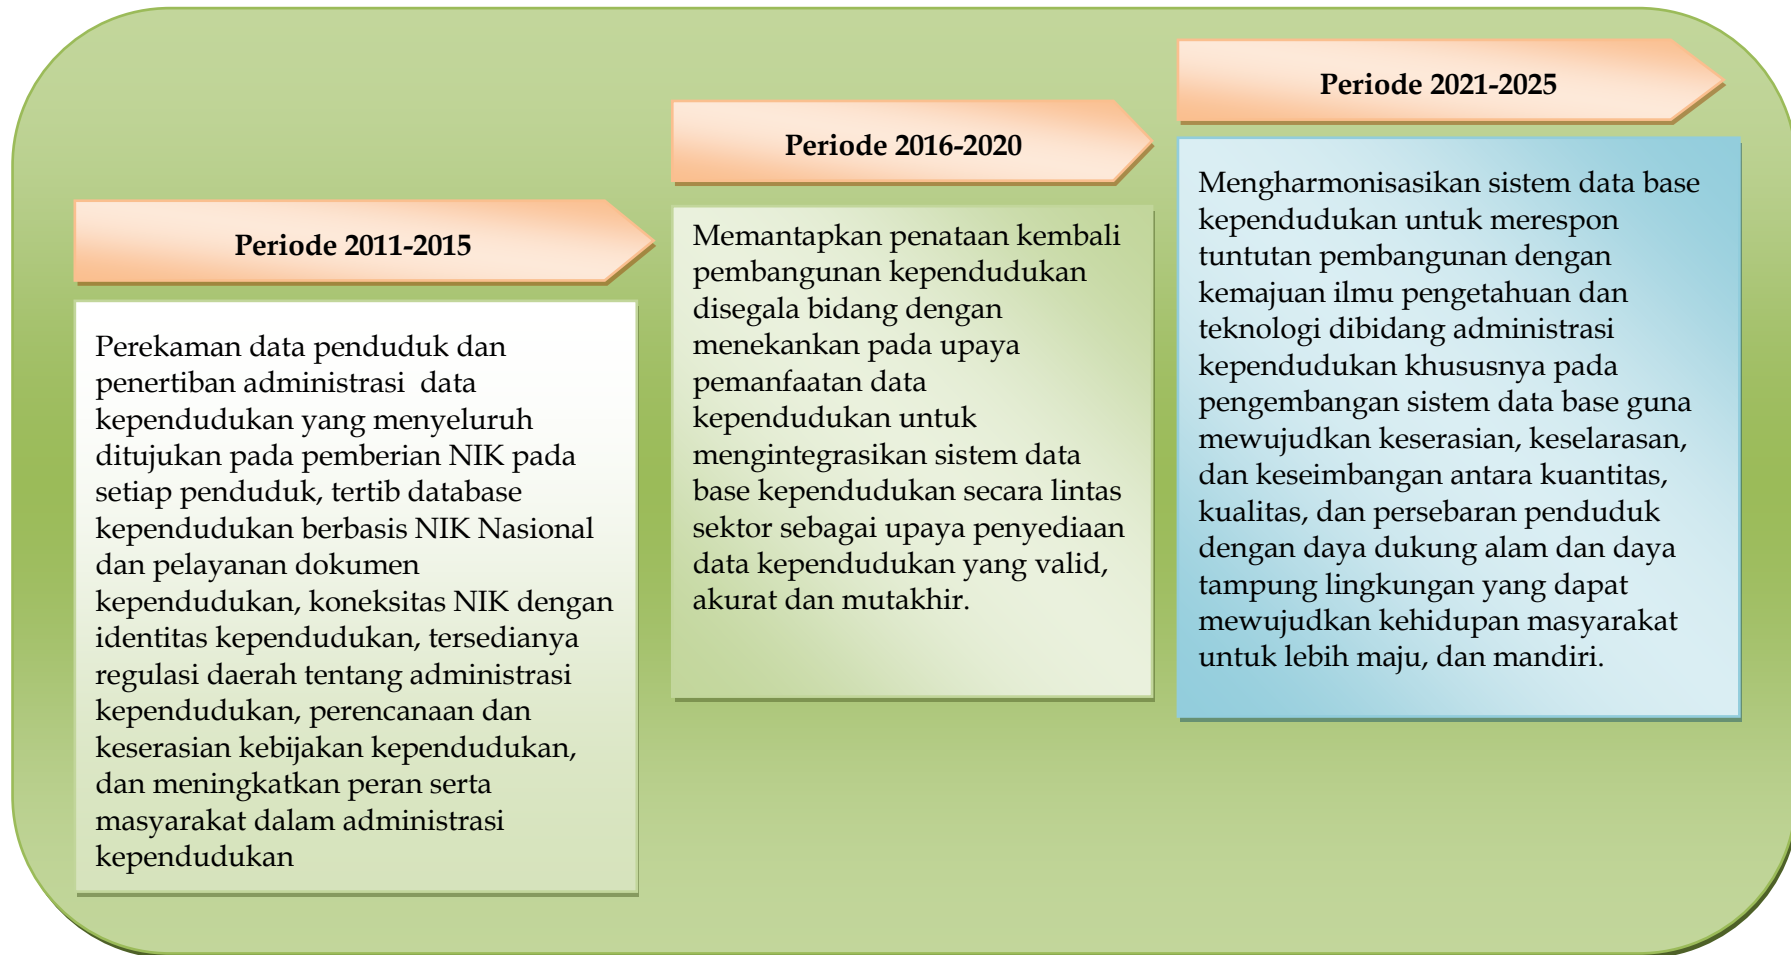 Periode 2011-2015
Perekaman data penduduk dan
penertiban administrasi  data
kependudukan yang menyeluruh
ditujukan pada pemberian NIK pada
setiap penduduk, tertib database
kependudukan berbasis NIK Nasional
dan pelayanan dokumen
kependudukan, koneksitas NIK dengan
identitas kependudukan, tersedianya
regulasi daerah tentang administrasi
kependudukan, perencanaan dan
keserasian kebijakan kependudukan,
dan meningkatkan peran serta
masyarakat dalam administrasi
kependudukan
Periode 2016-2020
Memantapkan penataan kembali
pembangunan kependudukan
disegala bidang dengan
menekankan pada upaya
pemanfaatan data
kependudukan untuk
mengintegrasikan sistem data
base kependudukan secara lintas
sektor sebagai upaya penyediaan
data kependudukan yang valid,
akurat dan mutakhir.
Periode 2021-2025
Mengharmonisasikan sistem data base
kependudukan untuk merespon
tuntutan pembangunan dengan
kemajuan ilmu pengetahuan dan
teknologi dibidang administrasi
kependudukan khususnya pada
pengembangan sistem data base guna
mewujudkan keserasian, keselarasan,
dan keseimbangan antara kuantitas,
kualitas, dan persebaran penduduk
dengan daya dukung alam dan daya
tampung lingkungan yang dapat
mewujudkan kehidupan masyarakat
untuk lebih maju, dan mandiri.